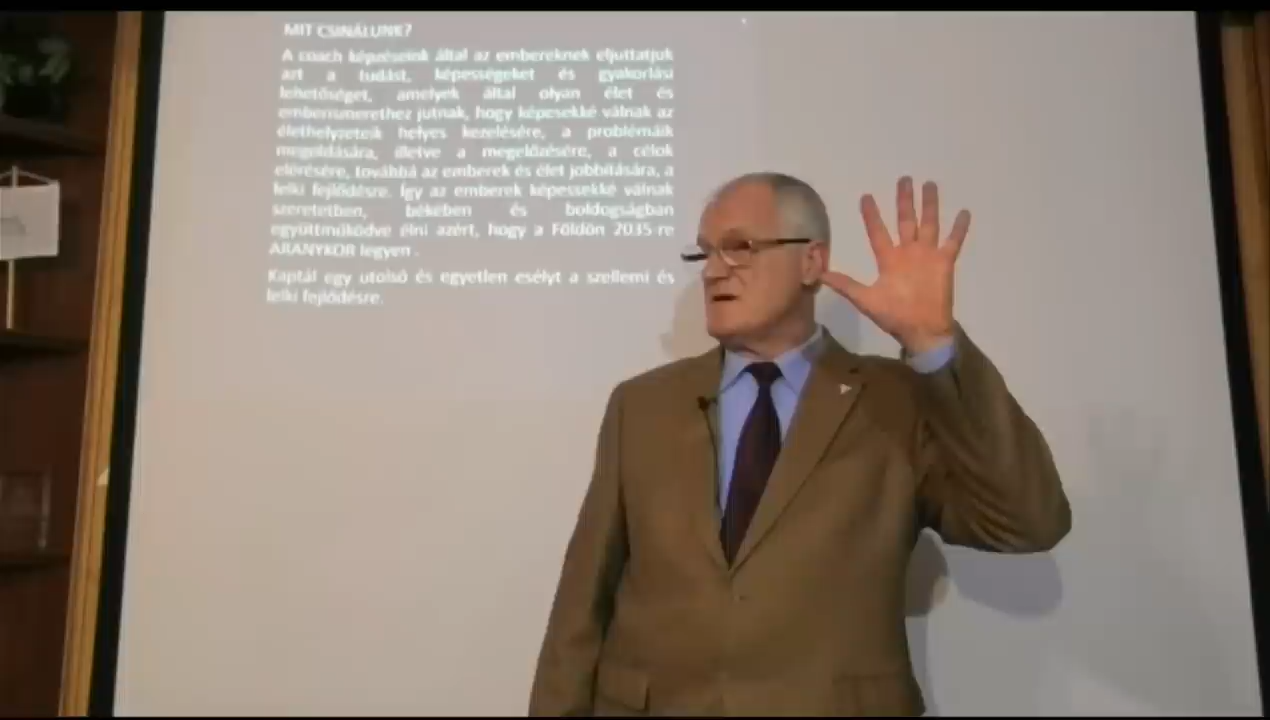 MIT CSINÁLUNK?
A coach képzéseink által az embereknek eljuttatjuk
azt a tudást, képességeket és gyakorlási
lehetőséget, amelyek által olyan élet és
emberismerethez jutnak, hogy képesekké válnak az
élethelyzeteik helyes kezelésére, a problémáik
megoldására, illetve a megelőzésére, a célok
elérésére, továbbá az emberek és élet jobbítására, a
lelki fejlődésre. Így az emberek képessekké válnak
szeretetben, békében és boldogságban
együttműködve élni azért, hogy a Földön 2035-re
ARANYKOR legyen .
Kaptál egy utolsó és egyetlen esélyt a szellemi és
lelki fejlődésre.